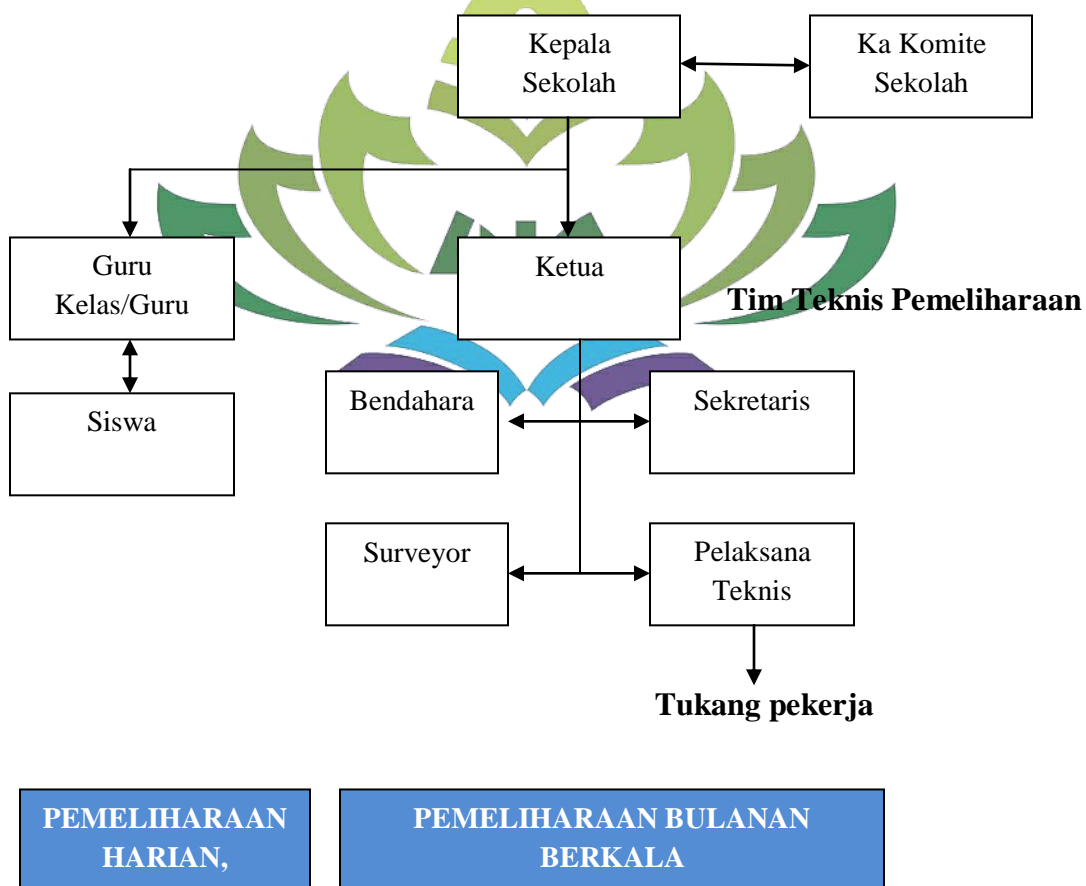 Kepala
Sekolah
Ka Komite
Sekolah
Guru
Kelas/Guru
Ketua
Tim Teknis Pemeliharaan
Bendahara
Sekretaris
Siswa
Surveyor
Pelaksana
Teknis
Tukang pekerja
PEMELIHARAAN
HARIAN,
PEMELIHARAAN BULANAN
BERKALA